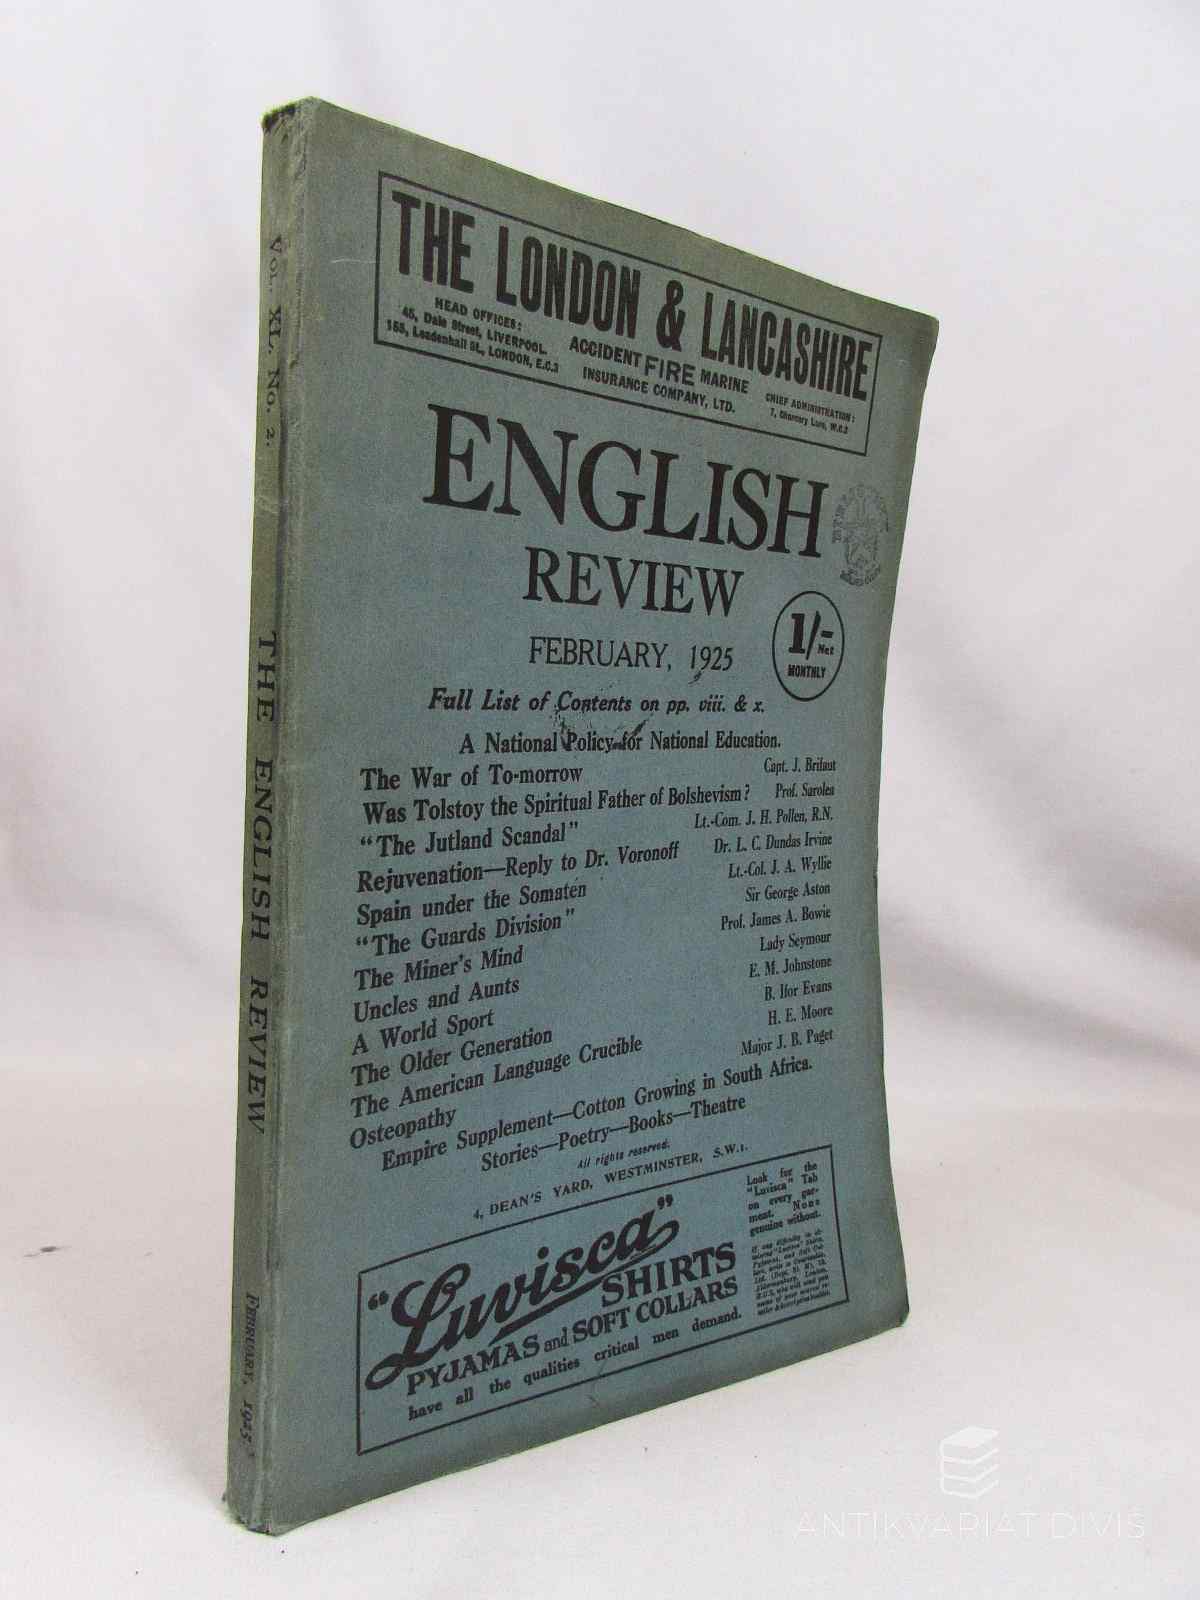 THE LONDON & LANCASHIRE
HEAD OFFICES:
45, Dale Street, LIVERPOOL.
155, Leadenhall St., LONDON, E.C.3
ACCIDENT FIRE MARINE
INSURANCE COMPANY, LTD.
CHIEF ADMINISTRATION:
7, Chancery Lane, W.C.2
ENGLISH
REVIEW
FEBRUARY, 1925
1/- Net
MONTHLY
Full List of Contents on pp. viii. & x.
A National Policy for National Education.
The War of To-morrow Capt. J. Brifaut
Was Tolstoy the Spiritual Father of Bolshevism? Prof. Sarolea
"The Jutland Scandal" Lt.-Com. J. H. Pollen, R.N.
Rejuvenation—Reply to Dr. Voronoff Dr. L. C. Dundas Irvine
Spain under the Somatén Lt.-Col. J. A. Wyllie
"The Guards Division" Sir George Aston
The Miner's Mind Prof. James A. Bowie
Uncles and Aunts Lady Seymour
A World Sport E. M. Johnstone
The Older Generation B. Ifor Evans
The American Language Crucible H. E. Moore
Osteopathy Major J. B. Paget
Empire Supplement—Cotton Growing in South Africa.
Stories—Poetry—Books—Theatre
All rights reserved.
4, DEAN'S YARD, WESTMINSTER, S.W.1.
"Luvisca"
SHIRTS
PYJAMAS and SOFT COLLARS
have all the qualities critical men demand.
Look for the
"Luvisca" Tab
on every gar-
ment. None
genuine without.
VOL. XL. No. 2.
THE ENGLISH REVIEW
FEBRUARY, 1925.
ANTIKVARIAT DIVIS